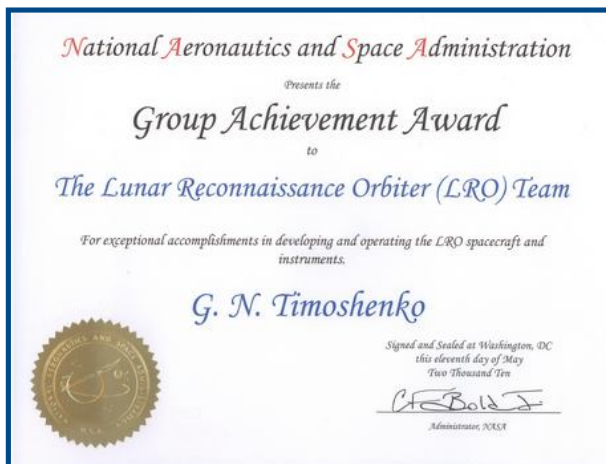 National Aeronautics and Space Administration
Presents the
Group Achievement Award
to
The Lunar Reconnaissance Orbiter (LRO) Team
For exceptional accomplishments in developing and operating the LRO spacecraft and
instruments.
G. N. Timoshenko
Signed and Sealed at Washington, DC
this eleventh day of May
Two Thousand Ten
Administrator, NASA